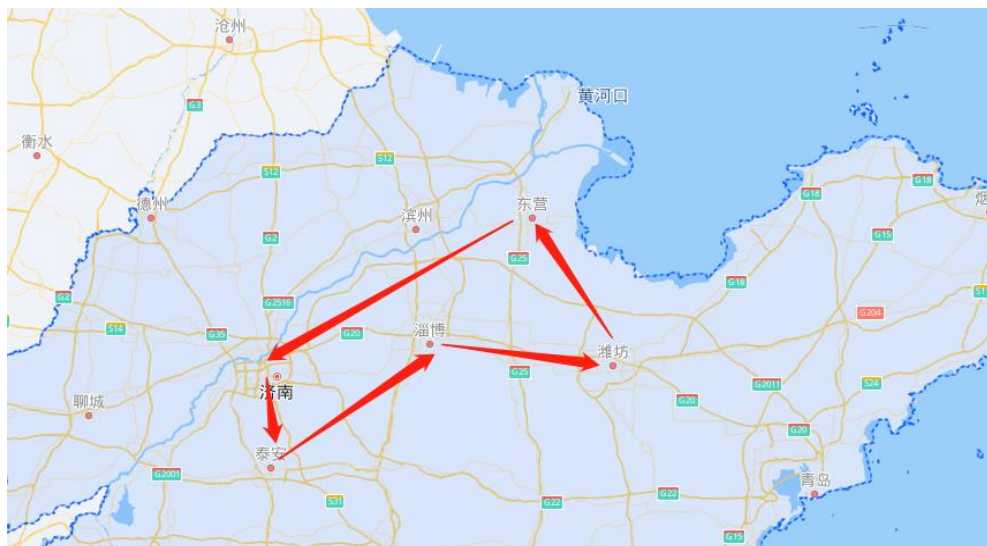 沧州
G3
黄河口
衡水
S12
S12
G18
G18
烟
德州
滨州
东营
G2
G15
G25
G18
G2
G2516
G204
S14
G35
G20
淄博
潍坊
G25
G2011
S24
济南
聊城
G20
G20
泰安
G2001
青岛
S31
G22
G22
G15